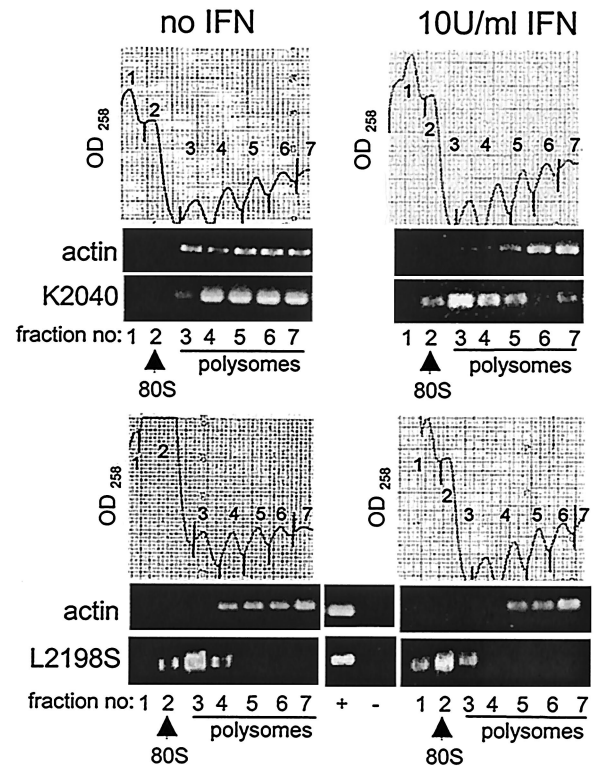 no IFN 10U/ml IFN
OD 258 1 2 3 4 5 6 7
OD 258 1 2 3 4 5 6 7
actin
K2040
fraction no: 1 2 3 4 5 6 7 1 2 3 4 5 6 7
polysomes polysomes
80S 80S
OD 258 1 2 3 4 5 6 7
OD 258 1 2 3 4 5 6 7
actin
L2198S
fraction no: 1 2 3 4 5 6 7 + - 1 2 3 4 5 6 7
polysomes polysomes
80S 80S